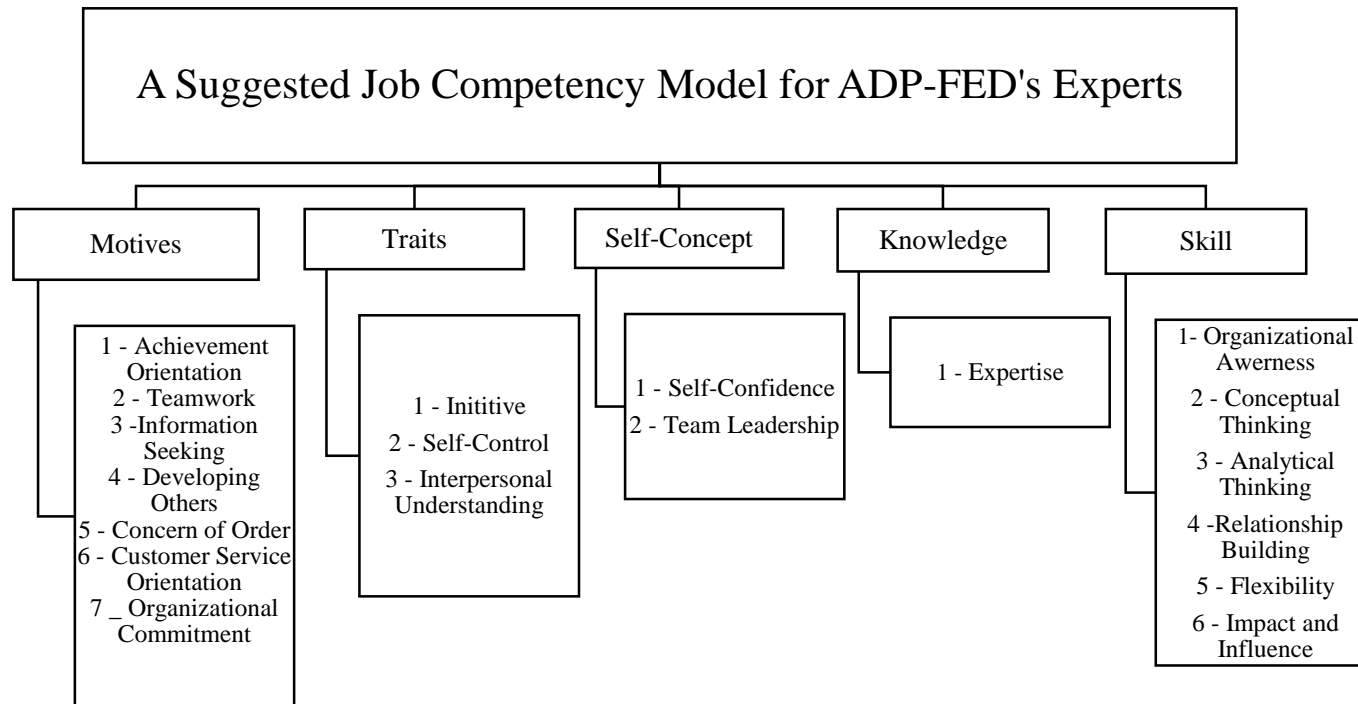 A Suggested Job Competency Model for ADP-FED's Experts
Motives
Traits
Self-Concept
Knowledge
Skill
1 - Achievement
Orientation
2 - Teamwork
3 -Information
Seeking
4 - Developing
Others
5 - Concern of Order
6 - Customer Service
Orientation
7 _ Organizational
Commitment
1 - Inititive
2 - Self-Control
3 - Interpersonal
Understanding
1 - Self-Confidence
2 - Team Leadership
1 - Expertise
1- Organizational
Awerness
2 - Conceptual
Thinking
3 - Analytical
Thinking
4 -Relationship
Building
5 - Flexibility
6 - Impact and
Influence